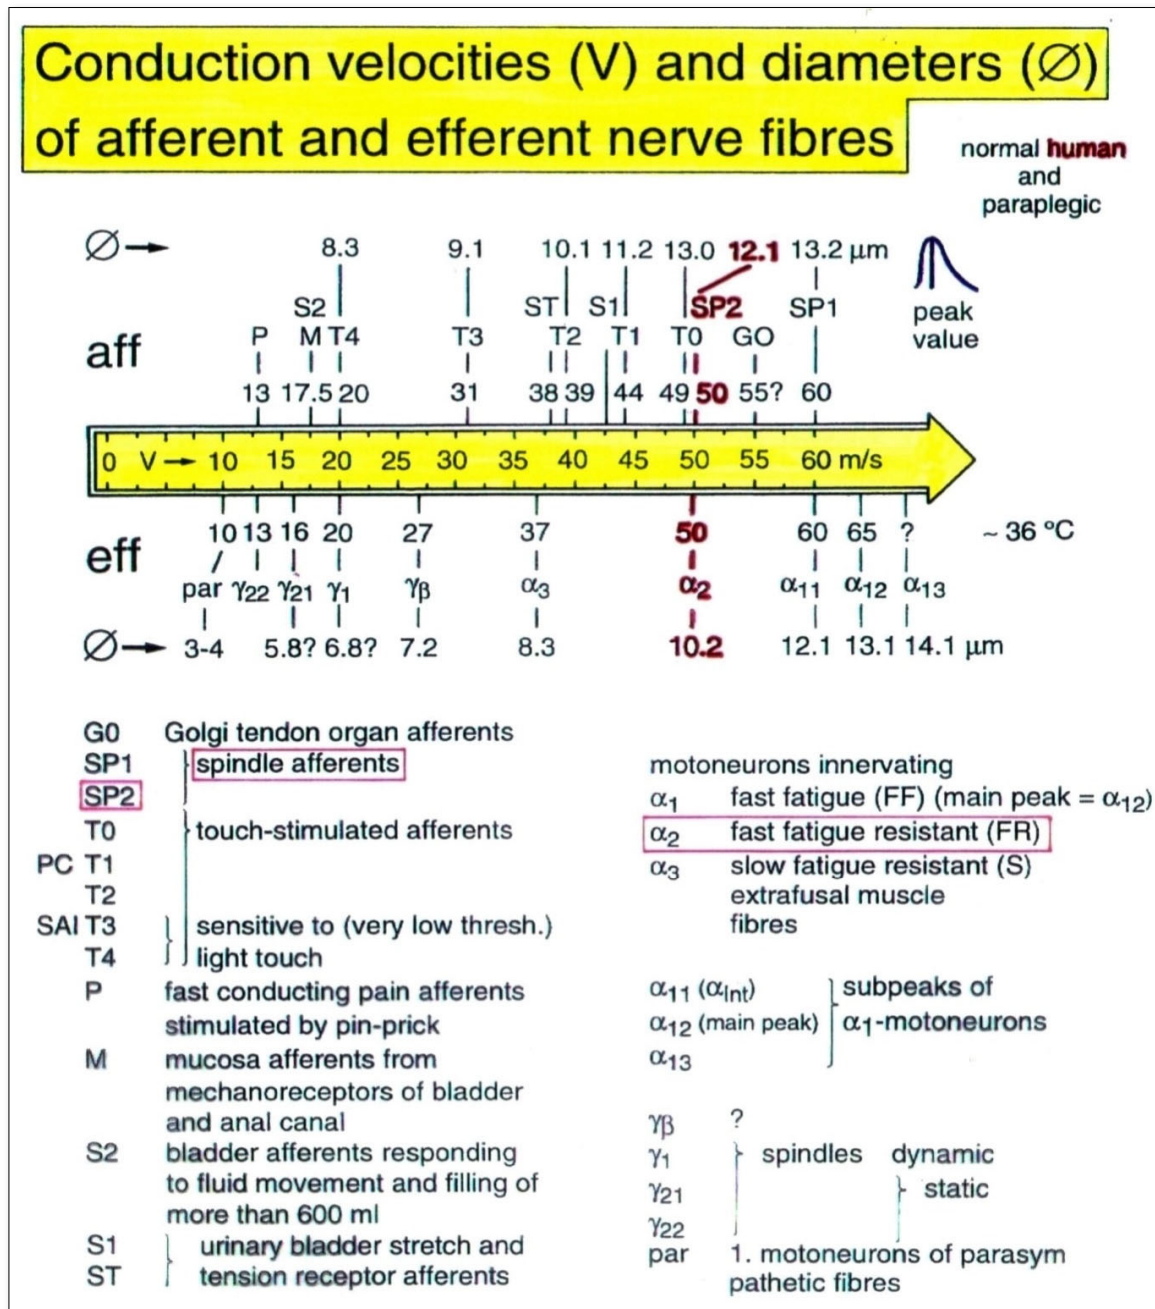 Conduction velocities (V) and diameters (∅)
of afferent and efferent nerve fibres
normal human
and
paraplegic
∅→ 8.3 9.1 10.1 11.2 13.0 12.1 13.2 μm
S2 ST S1 SP2 SP1
peak
value
aff P M T4 T3 T2 T1 T0 GO
13 17.5 20 31 38 39 44 49 50 55? 60
0 V→ 10 15 20 25 30 35 40 45 50 55 60 m/s
eff 10 13 16 20 27 37 50 60 65 ? ~ 36 °C
par γ22 γ21 γ1 γβ α3 α2 α11 α12 α13
∅→ 3-4 5.8? 6.8? 7.2 8.3 10.2 12.1 13.1 14.1 μm
G0 Golgi tendon organ afferents
SP1 spindle afferents
SP2
T0 touch-stimulated afferents
PC T1
T2
SAI T3 sensitive to (very low thresh.)
T4 light touch
P fast conducting pain afferents
stimulated by pin-prick
M mucosa afferents from
mechanoreceptors of bladder
and anal canal
S2 bladder afferents responding
to fluid movement and filling of
more than 600 ml
S1 urinary bladder stretch and
ST tension receptor afferents
motoneurons innervating
α1 fast fatigue (FF) (main peak = α12)
α2 fast fatigue resistant (FR)
α3 slow fatigue resistant (S)
extrafusal muscle
fibres
α11 (αInt) subpeaks of
α12 (main peak) α1-motoneurons
α13
γβ ?
γ1 spindles dynamic
γ21 static
γ22
par 1. motoneurons of parasym
pathetic fibres